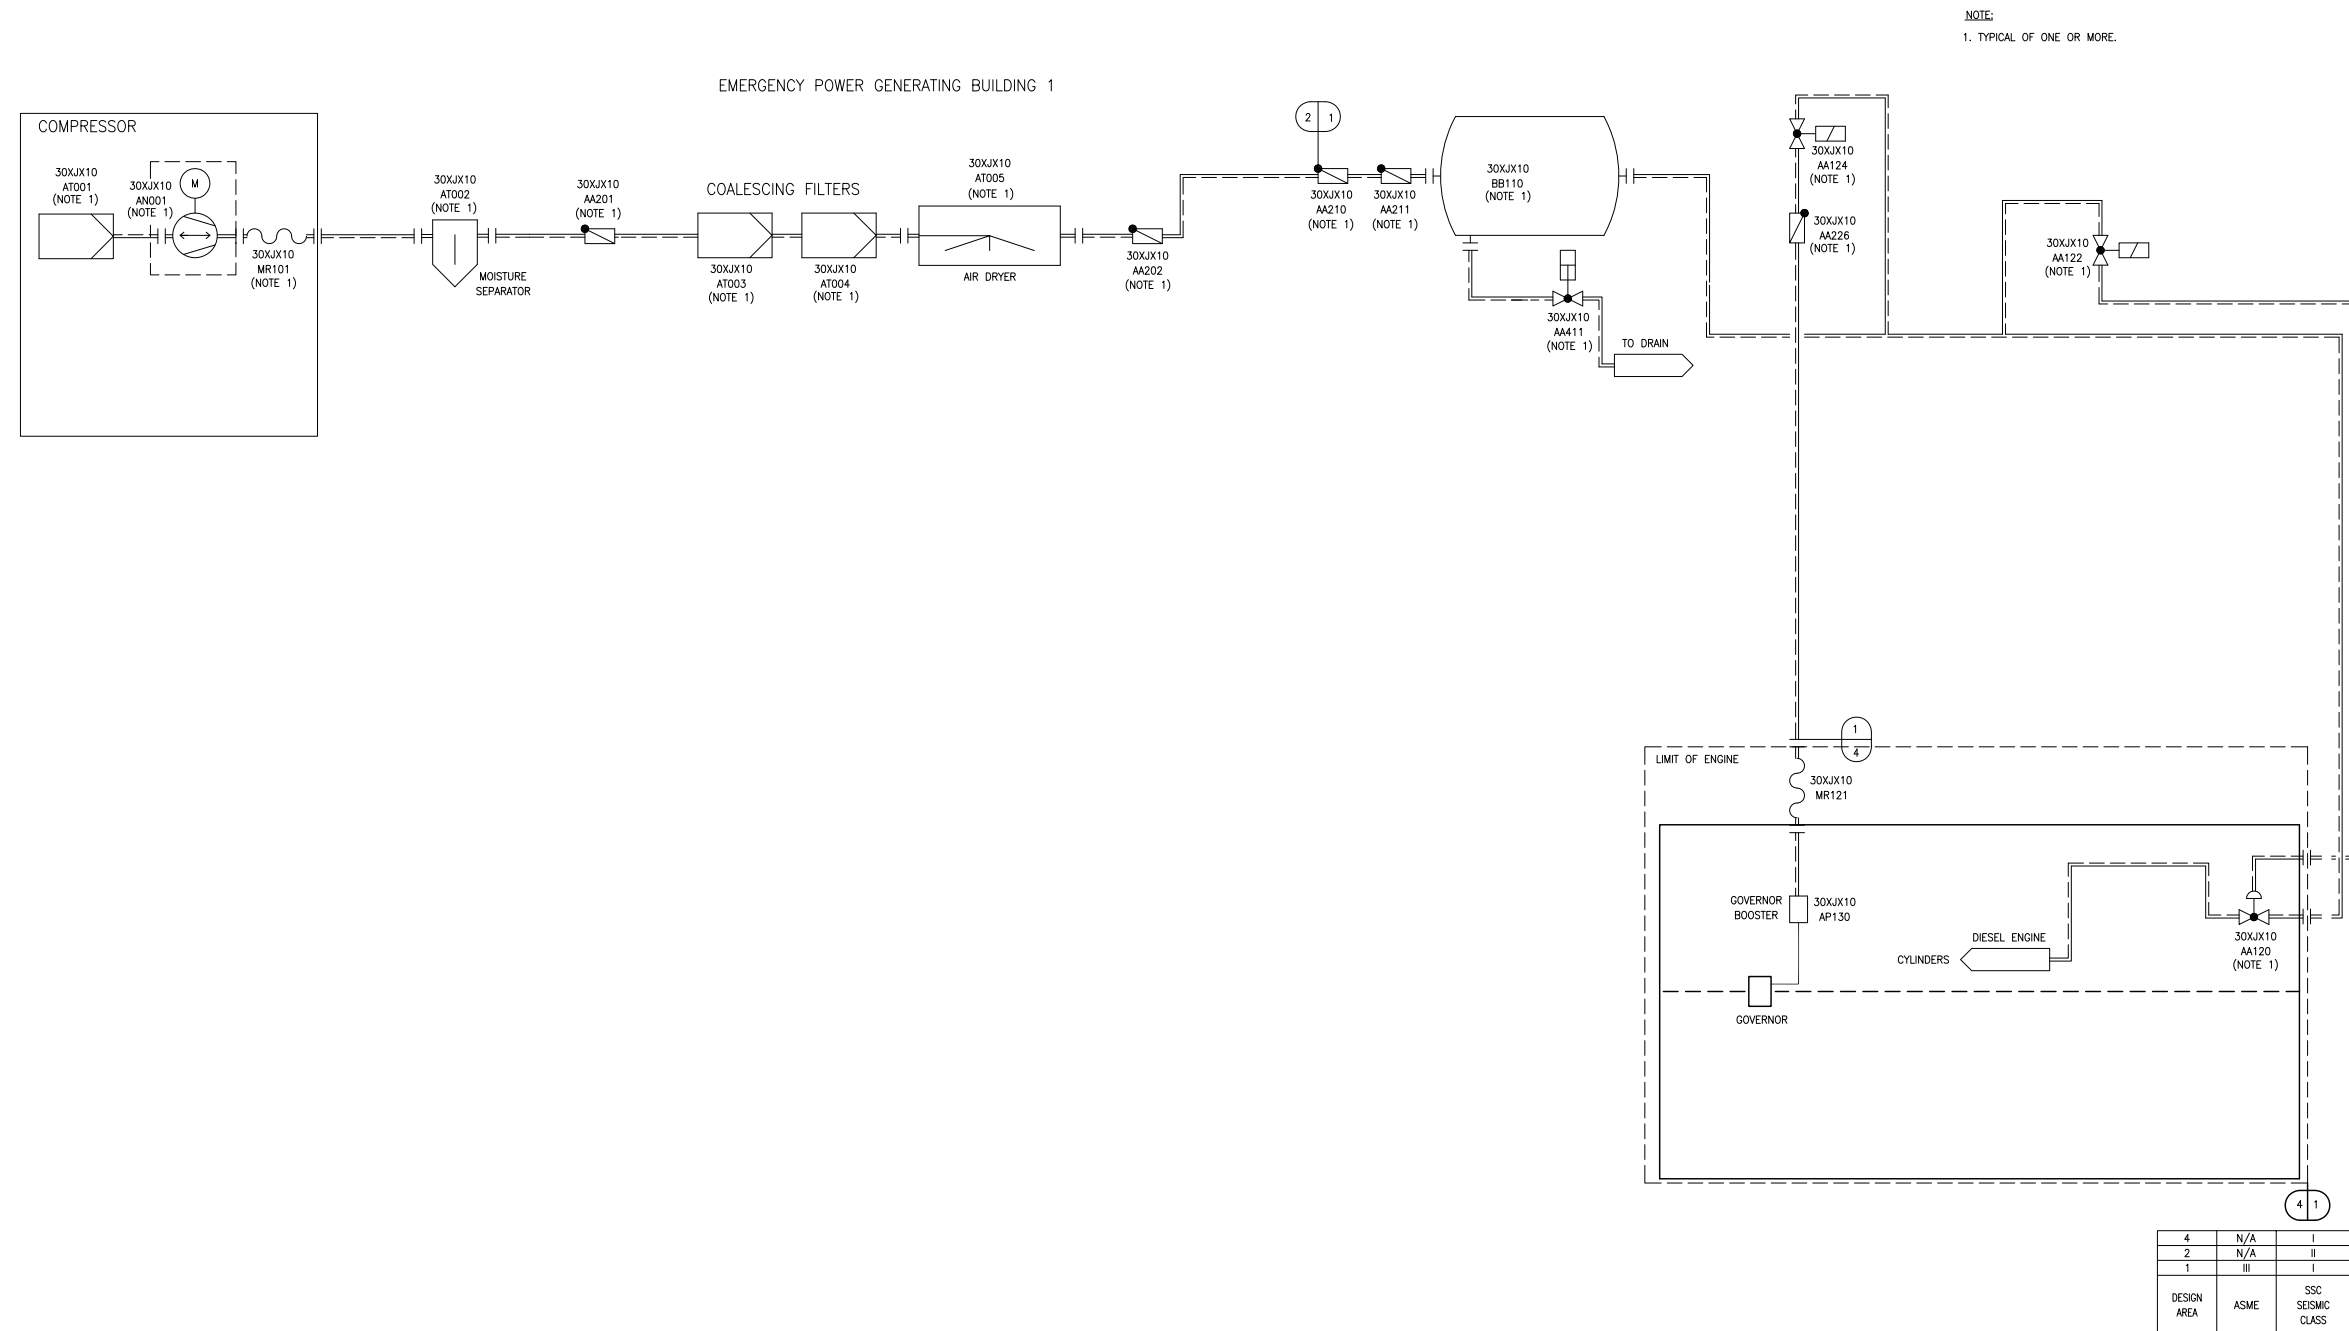 NOTE:
1. TYPICAL OF ONE OR MORE.
EMERGENCY POWER GENERATING BUILDING 1
COMPRESSOR
30XJX10
AT001
(NOTE 1)
30XJX10
AN001
(NOTE 1)
M
30XJX10
MR101
(NOTE 1)
30XJX10
AT002
(NOTE 1)
MOISTURE
SEPARATOR
30XJX10
AA201
(NOTE 1)
COALESCING FILTERS
30XJX10
AT003
(NOTE 1)
30XJX10
AT004
(NOTE 1)
30XJX10
AT005
(NOTE 1)
AIR DRYER
30XJX10
AA202
(NOTE 1)
2 1
30XJX10
AA210
(NOTE 1)
30XJX10
AA211
(NOTE 1)
30XJX10
BB110
(NOTE 1)
30XJX10
AA411
(NOTE 1)
TO DRAIN
30XJX10
AA124
(NOTE 1)
30XJX10
AA226
(NOTE 1)
30XJX10
AA122
(NOTE 1)
1
4
LIMIT OF ENGINE
30XJX10
MR121
GOVERNOR
BOOSTER
30XJX10
AP130
GOVERNOR
DIESEL ENGINE
CYLINDERS
30XJX10
AA120
(NOTE 1)
4 1
4 N/A I
2 N/A II
1 III I
DESIGN
AREA
ASME
SSC
SEISMIC
CLASS